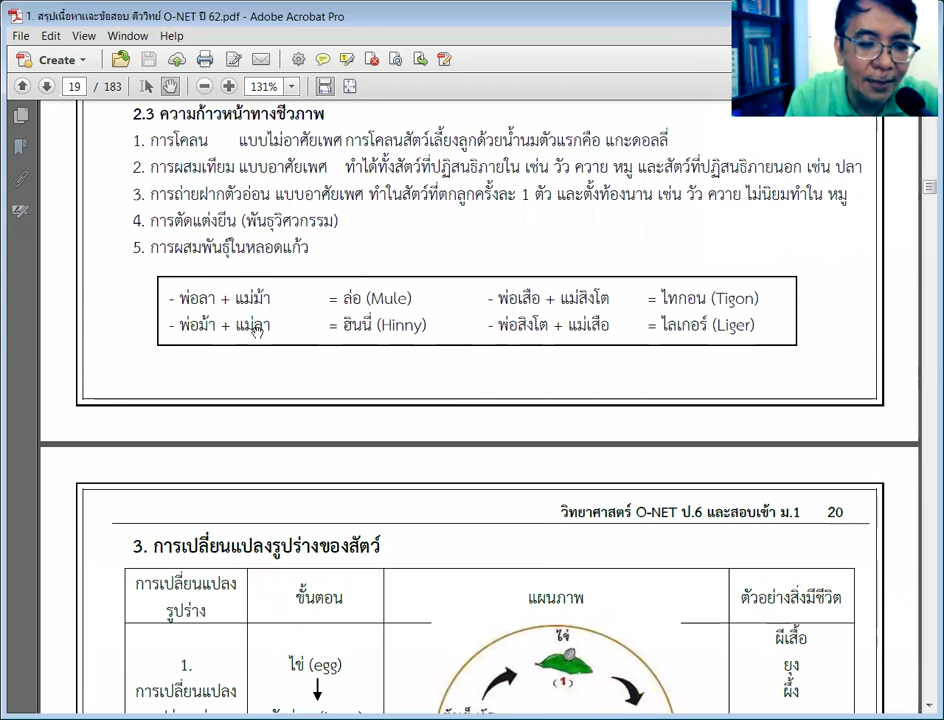 1. สรุปเนื้อหาและข้อสอบ ติววิทย์ O-NET ปี 62.pdf - Adobe Acrobat Pro
File Edit View Window Help
Create
19 / 183 131%
2.3 ความก้าวหน้าทางชีวภาพ
1. การโคลน แบบไม่อาศัยเพศ การโคลนสัตว์เลี้ยงลูกด้วยน้ำนมตัวแรกคือ แกะดอลลี่
2. การผสมเทียม แบบอาศัยเพศ ทำได้ทั้งสัตว์ที่ปฏิสนธิภายใน เช่น วัว ควาย หมู และสัตว์ที่ปฏิสนธิภายนอก เช่น ปลา
3. การถ่ายฝากตัวอ่อน แบบอาศัยเพศ ทำในสัตว์ที่ตกลูกครั้งละ 1 ตัว และตั้งท้องนาน เช่น วัว ควาย ไม่นิยมทำใน หมู
4. การตัดแต่งยีน (พันธุวิศวกรรม)
5. การผสมพันธุ์ในหลอดแก้ว
- พ่อลา + แม่ม้า = ล่อ (Mule) - พ่อเสือ + แม่สิงโต = ไทกอน (Tigon)
- พ่อม้า + แม่ลา = ฮินนี่ (Hinny) - พ่อสิงโต + แม่เสือ = ไลเกอร์ (Liger)
วิทยาศาสตร์ O-NET ป.6 และสอบเข้า ม.1 20
3. การเปลี่ยนแปลงรูปร่างของสัตว์
การเปลี่ยนแปลง
รูปร่าง
ขั้นตอน
แผนภาพ
ตัวอย่างสิ่งมีชีวิต
1.
การเปลี่ยนแปลง
ไข่ (egg)
ไข่
(1)
ผีเสื้อ
ยุง
ผึ้ง